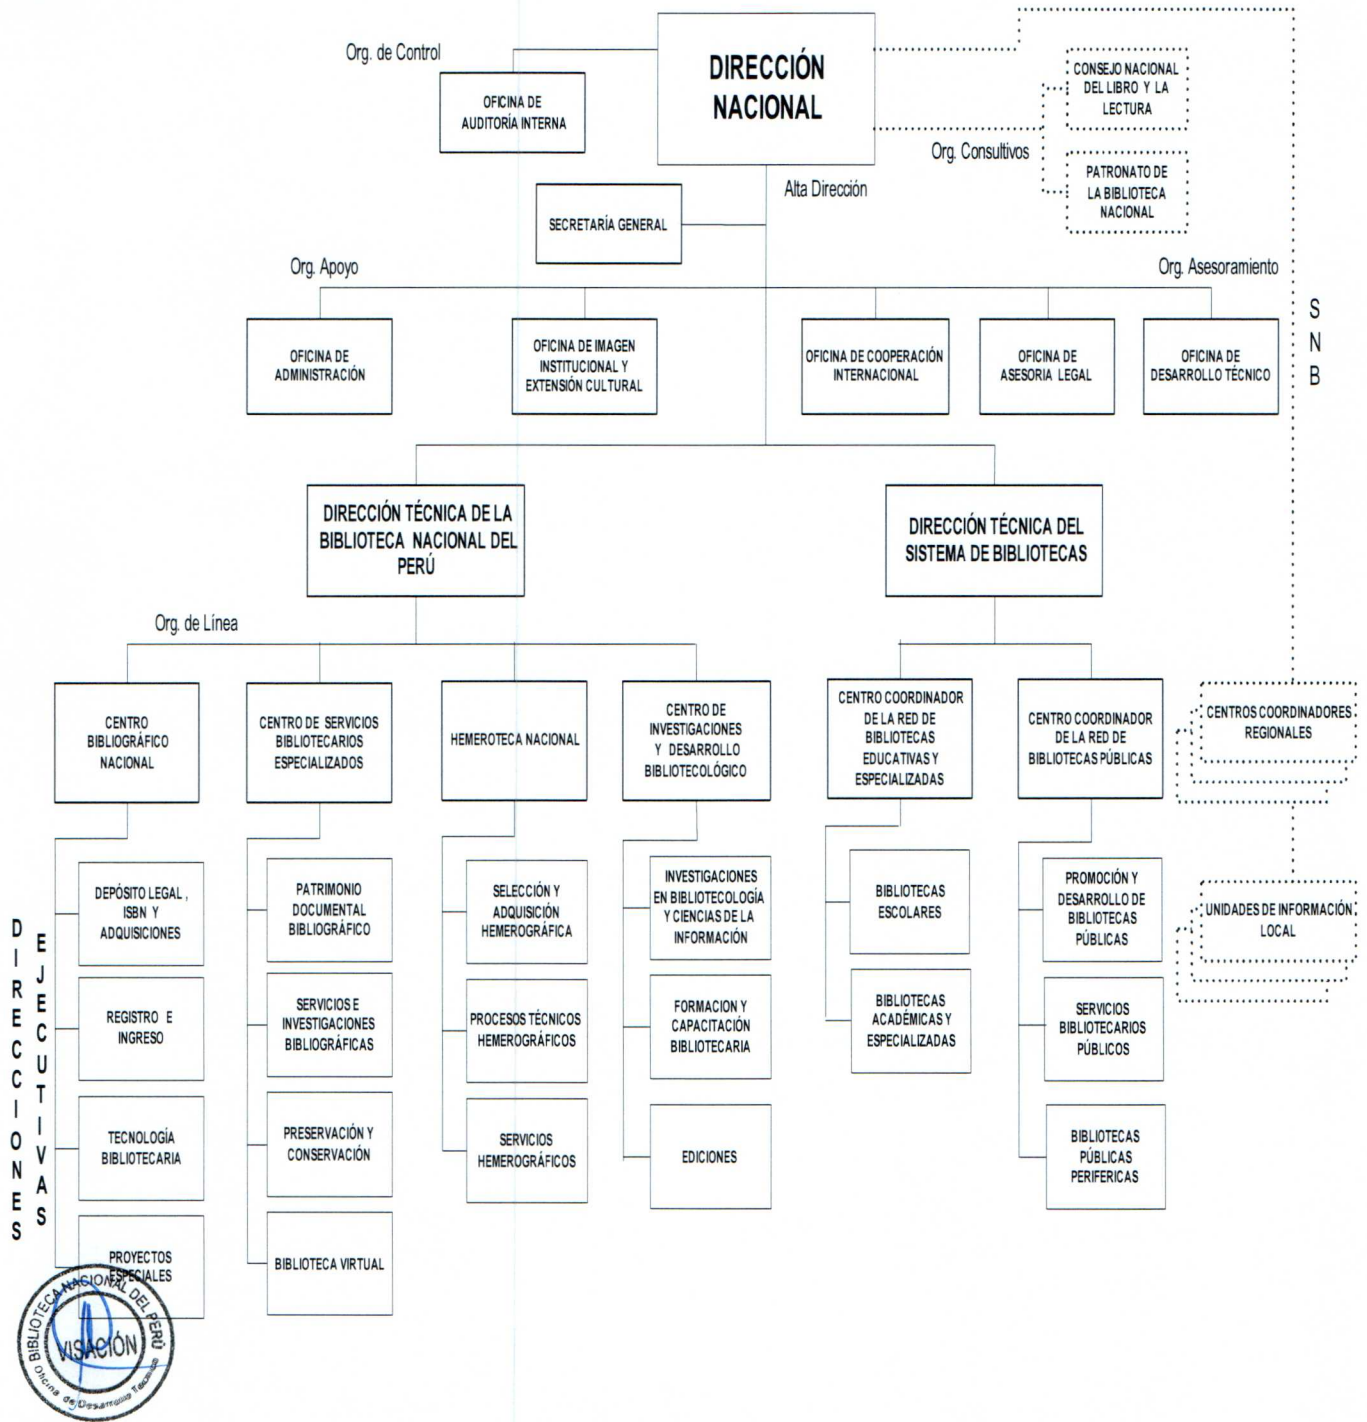 Org. de Control
DIRECCIÓN
NACIONAL
OFICINA DE
AUDITORÍA INTERNA
CONSEJO NACIONAL
DEL LIBRO Y LA
LECTURA
Org. Consultivos
PATRONATO DE
LA BIBLIOTECA
NACIONAL
Alta Dirección
SECRETARÍA GENERAL
Org. Apoyo
Org. Asesoramiento
S
N
B
OFICINA DE
ADMINISTRACIÓN
OFICINA DE IMAGEN
INSTITUCIONAL Y
EXTENSIÓN CULTURAL
OFICINA DE COOPERACIÓN
INTERNACIONAL
OFICINA DE
ASESORIA LEGAL
OFICINA DE
DESARROLLO TÉCNICO
DIRECCIÓN TÉCNICA DE LA
BIBLIOTECA NACIONAL DEL
PERÚ
DIRECCIÓN TÉCNICA DEL
SISTEMA DE BIBLIOTECAS
Org. de Línea
CENTRO
BIBLIOGRÁFICO
NACIONAL
CENTRO DE SERVICIOS
BIBLIOTECARIOS
ESPECIALIZADOS
HEMEROTECA NACIONAL
CENTRO DE
INVESTIGACIONES
Y DESARROLLO
BIBLIOTECOLÓGICO
CENTRO COORDINADOR
DE LA RED DE
BIBLIOTECAS
EDUCATIVAS Y
ESPECIALIZADAS
CENTRO COORDINADOR
DE LA RED DE
BIBLIOTECAS PÚBLICAS
CENTROS COORDINADORES
REGIONALES
DIRECCIONES
EJECUTIVAS
DEPÓSITO LEGAL,
ISBN Y
ADQUISICIONES
PATRIMONIO
DOCUMENTAL
BIBLIOGRÁFICO
SELECCIÓN Y
ADQUISICIÓN
HEMEROGRÁFICA
INVESTIGACIONES
EN BIBLIOTECOLOGÍA
Y CIENCIAS DE LA
INFORMACIÓN
BIBLIOTECAS
ESCOLARES
PROMOCIÓN Y
DESARROLLO DE
BIBLIOTECAS
PÚBLICAS
UNIDADES DE INFORMACIÓN
LOCAL
REGISTRO E
INGRESO
SERVICIOS E
INVESTIGACIONES
BIBLIOGRÁFICAS
PROCESOS TÉCNICOS
HEMEROGRÁFICOS
FORMACION Y
CAPACITACIÓN
BIBLIOTECARIA
BIBLIOTECAS
ACADÉMICAS Y
ESPECIALIZADAS
SERVICIOS
BIBLIOTECARIOS
PÚBLICOS
TECNOLOGÍA
BIBLIOTECARIA
PRESERVACIÓN Y
CONSERVACIÓN
SERVICIOS
HEMEROGRÁFICOS
EDICIONES
BIBLIOTECAS
PÚBLICAS
PERIFERICAS
PROYECTOS
ESPECIALES
BIBLIOTECA VIRTUAL
BIBLIOTECA NACIONAL DEL PERÚ
VISACIÓN
Oficina de Desarrollo Técnico